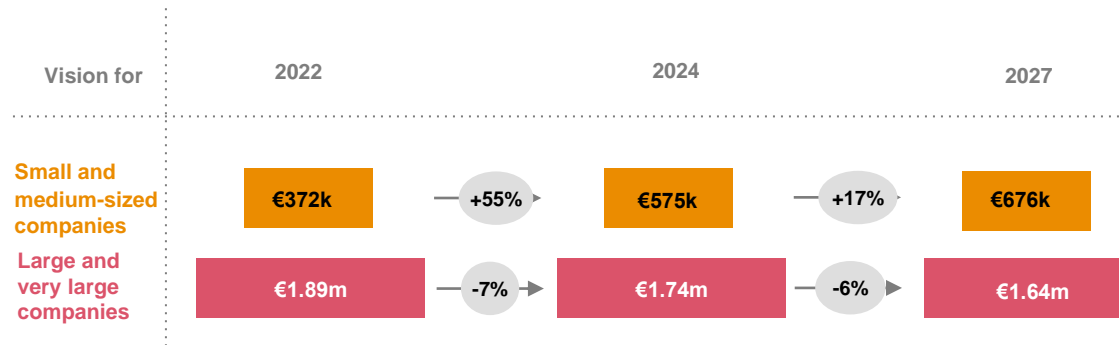 Vision for 2022 2024 2027
Small and
medium-sized
companies
€372k +55% €575k +17% €676k
Large and
very large
companies
€1.89m -7% €1.74m -6% €1.64m